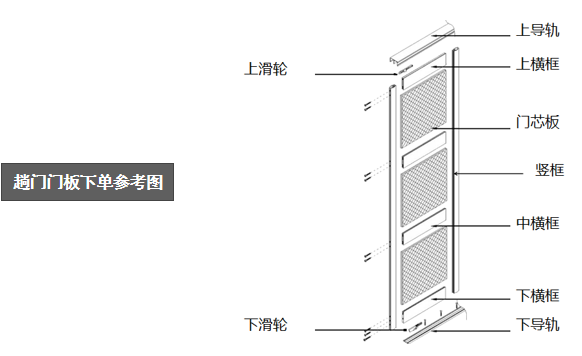 上导轨
上横框
上滑轮
门芯板
竖框
趟门门板下单参考图
中横框
下横框
下滑轮
下导轨